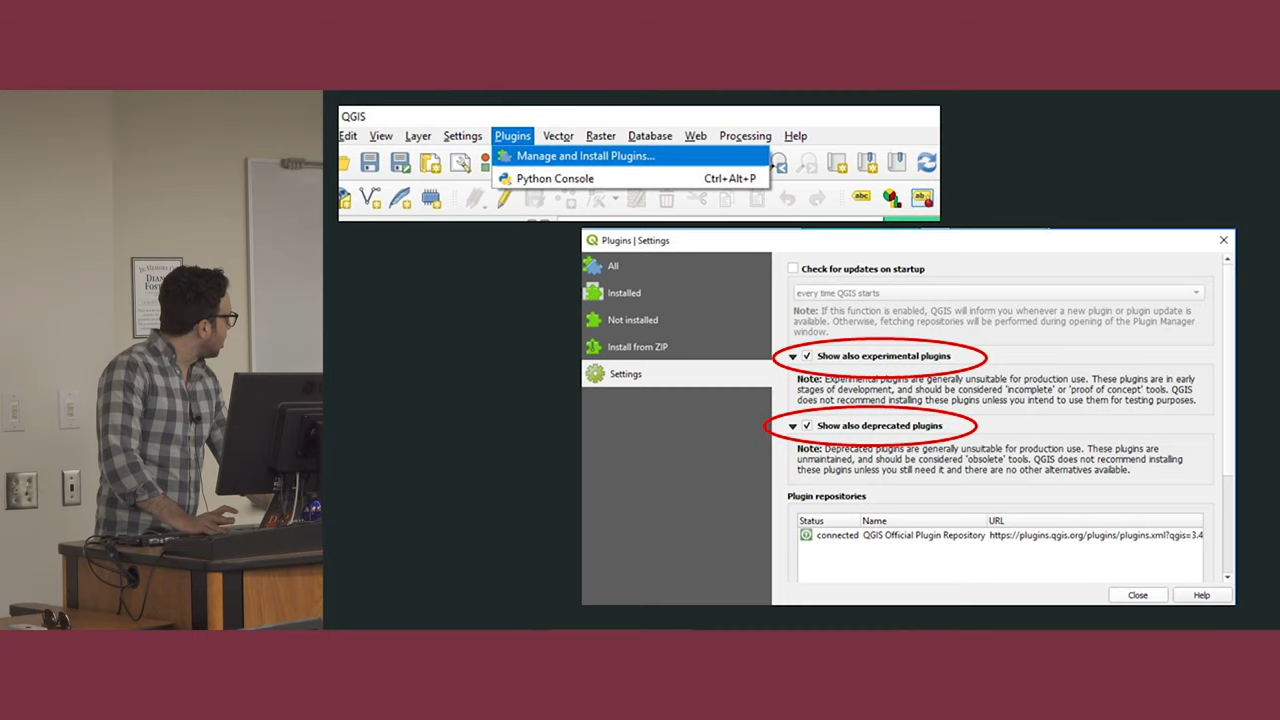 IN MEMORY OF
DIAN
FOST
QGIS
Edit View Layer Settings Plugins Vector Raster Database Web Processing Help
Manage and Install Plugins...
Python Console Ctrl+Alt+P
abc
ab
Plugins | Settings
All
Installed
Not installed
Install from ZIP
Settings
Check for updates on startup
every time QGIS starts
Note: If this function is enabled, QGIS will inform you whenever a new plugin or plugin update is
available. Otherwise, fetching repositories will be performed during opening of the Plugin Manager
window.
Show also experimental plugins
Note: Experimental plugins are generally unsuitable for production use. These plugins are in early
stages of development, and should be considered 'incomplete' or 'proof of concept' tools. QGIS
does not recommend installing these plugins unless you intend to use them for testing purposes.
Show also deprecated plugins
Note: Deprecated plugins are generally unsuitable for production use. These plugins are
unmaintained, and should be considered 'obsolete' tools. QGIS does not recommend installing
these plugins unless you still need it and there are no other alternatives available.
Plugin repositories
Status Name URL
connected QGIS Official Plugin Repository https://plugins.qgis.org/plugins/plugins.xml?qgis=3.4
Close Help